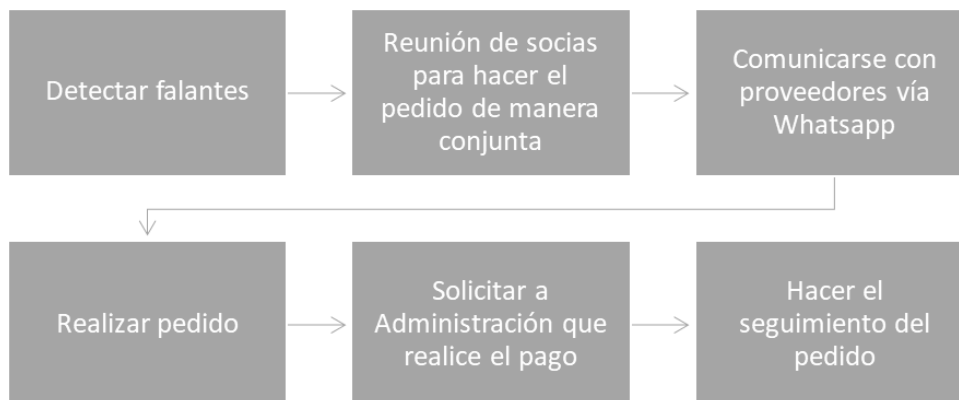 Detectar falantes
Reunión de socias
para hacer el
pedido de manera
conjunta
Comunicarse con
proveedores vía
Whatsapp
Realizar pedido
Solicitar a
Administración que
realice el pago
Hacer el
seguimiento del
pedido